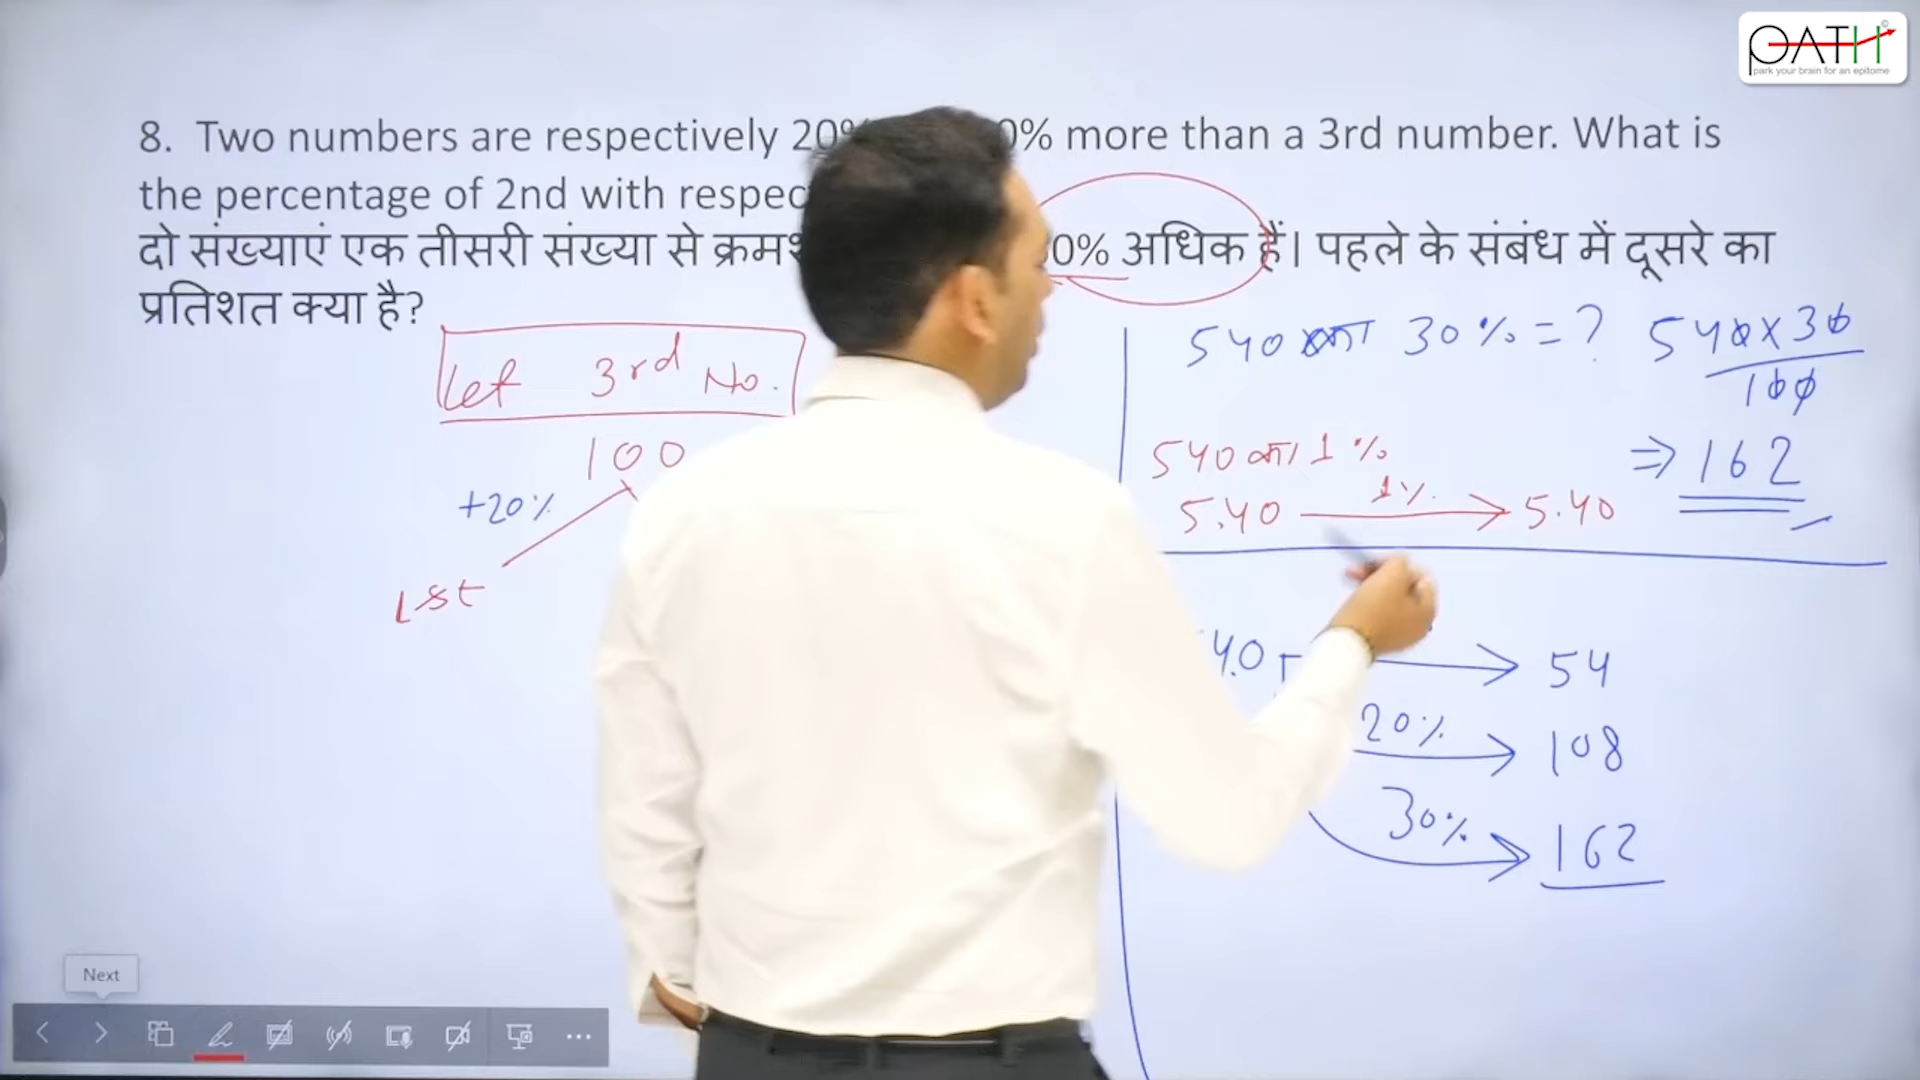 PATH
park your brain for an epitome
8. Two numbers are respectively 20% 0% more than a 3rd number. What is
the percentage of 2nd with respec
दो संख्याएं एक तीसरी संख्या से क्रमश 0% अधिक हैं। पहले के संबंध में दूसरे का
प्रतिशत क्या है?
Let 3rd No.
100
+20%
1st
540 का 30% = ? 540x30
100
⇒ 162
540 का 1%
5.40 1% 5.40
40 54
20% 108
30% 162
Next